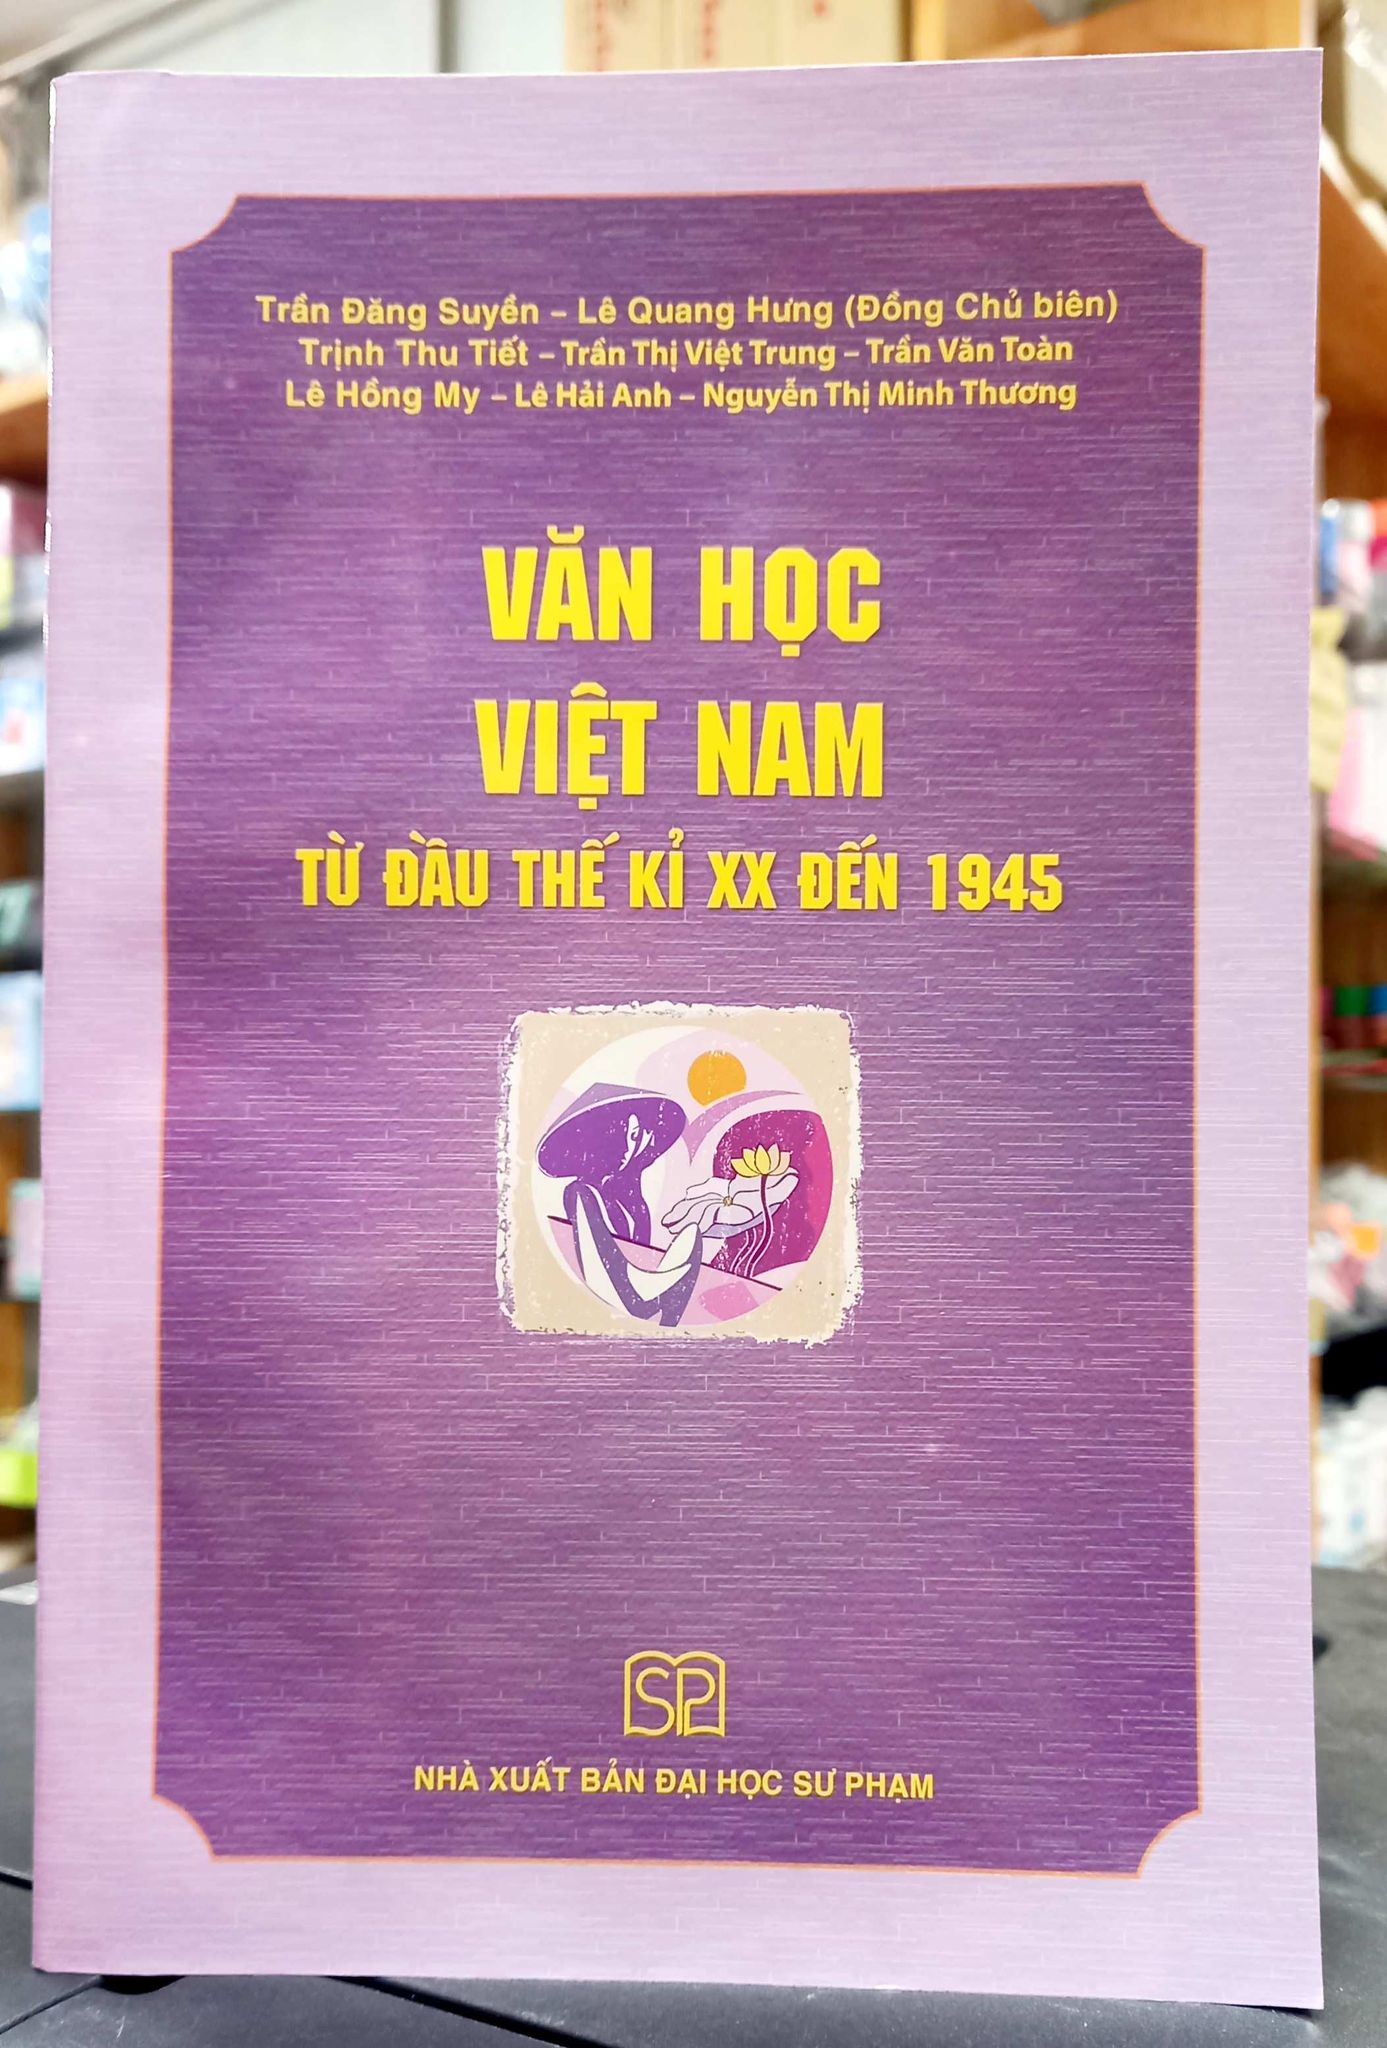 Trần Đăng Suyền – Lê Quang Hưng (Đồng Chủ biên)
Trịnh Thu Tiết – Trần Thị Việt Trung – Trần Văn Toàn
Lê Hồng My – Lê Hải Anh – Nguyễn Thị Minh Thương
VĂN HỌC
VIỆT NAM
TỪ ĐẦU THẾ KỈ XX ĐẾN 1945
SP
NHÀ XUẤT BẢN ĐẠI HỌC SƯ PHẠM